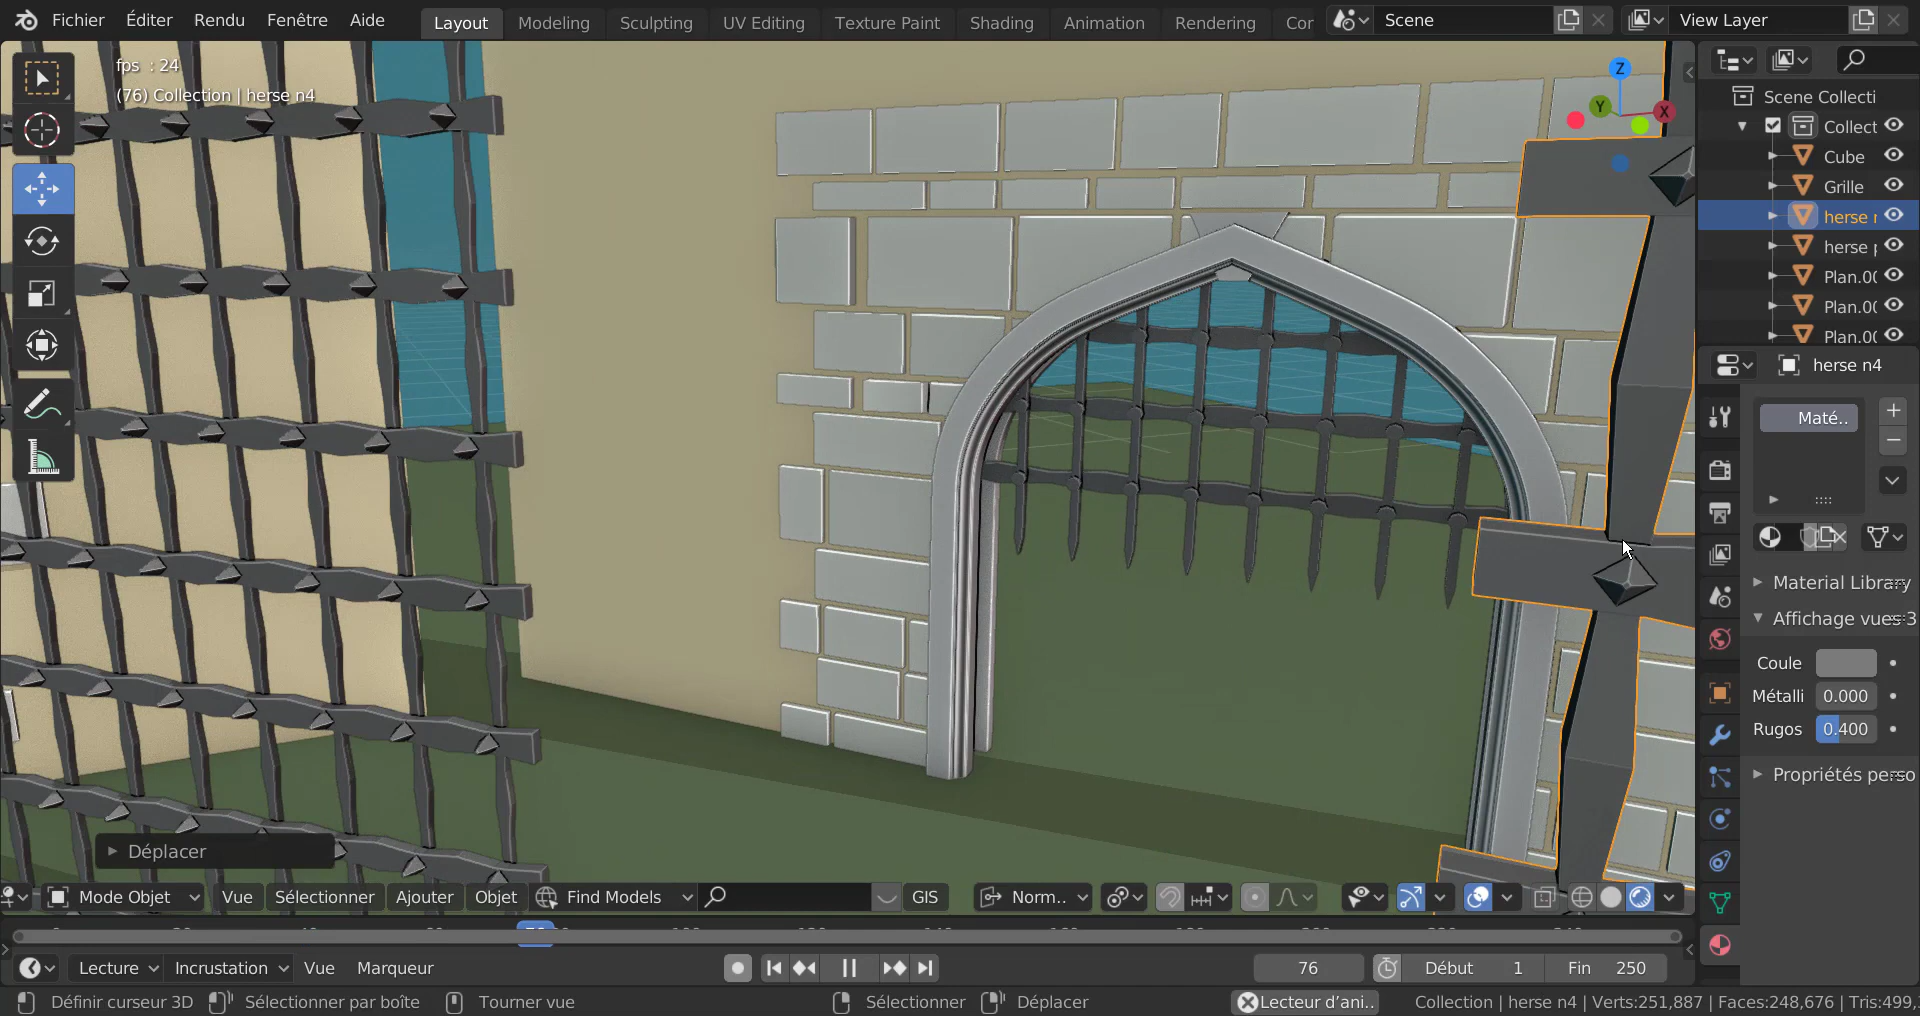 Fichier Éditer Rendu Fenêtre Aide Layout Modeling Sculpting UV Editing Texture Paint Shading Animation Rendering Cor Scene View Layer
fps : 24
(76) Collection | herse n4
Z
Y
X
Scene Collecti
Collect
Cube
Grille
herse r
herse p
Plan.00
Plan.00
Plan.00
herse n4
Maté..
Material Library
Affichage vues 3
Coule
Métalli 0.000
Rugos 0.400
Propriétés perso
Déplacer
Mode Objet Vue Sélectionner Ajouter Objet Find Models GIS Norm..
Lecture Incrustation Vue Marqueur 76 Début 1 Fin 250
Définir curseur 3D Sélectionner par boîte Tourner vue Sélectionner Déplacer Lecteur d'ani.. Collection | herse n4 | Verts:251,887 | Faces:248,676 | Tris:499,